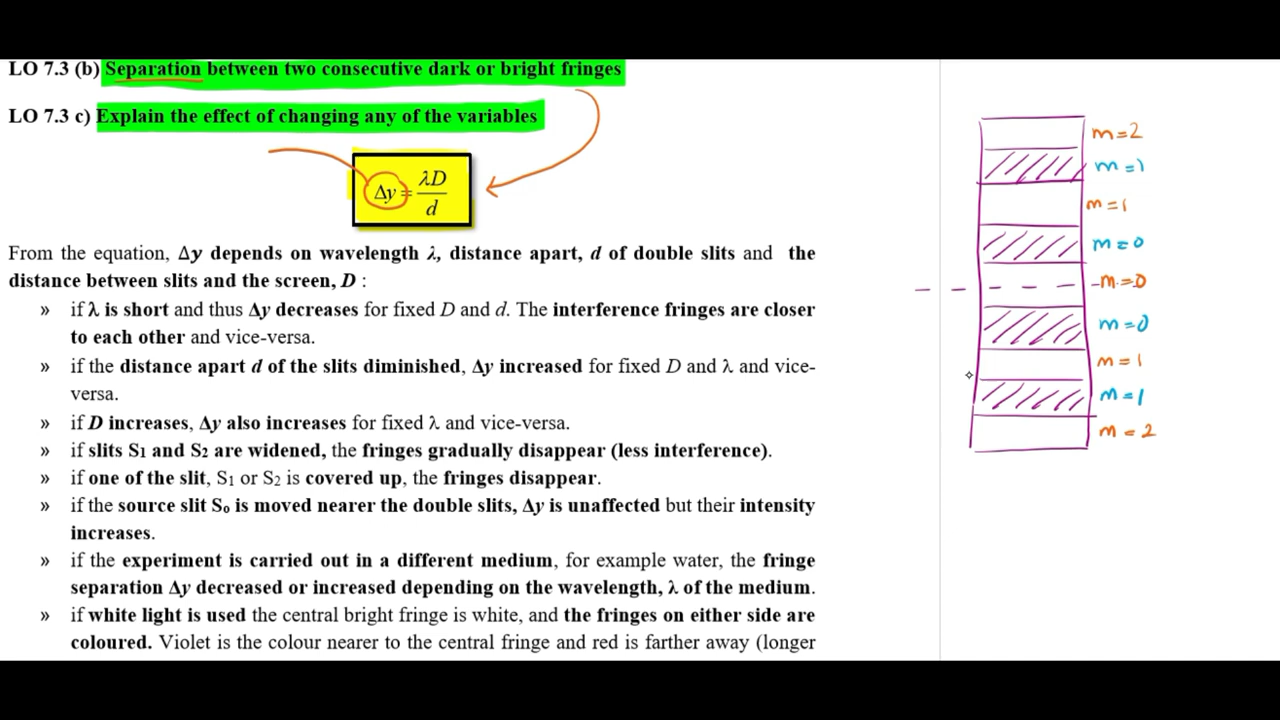 LO 7.3 (b) Separation between two consecutive dark or bright fringes
LO 7.3 c) Explain the effect of changing any of the variables
Δy = λD/d
From the equation, Δy depends on wavelength λ, distance apart, d of double slits and the
distance between slits and the screen, D :
» if λ is short and thus Δy decreases for fixed D and d. The interference fringes are closer
to each other and vice-versa.
» if the distance apart d of the slits diminished, Δy increased for fixed D and λ and vice-
versa.
» if D increases, Δy also increases for fixed λ and vice-versa.
» if slits S₁ and S₂ are widened, the fringes gradually disappear (less interference).
» if one of the slit, S₁ or S₂ is covered up, the fringes disappear.
» if the source slit Sₒ is moved nearer the double slits, Δy is unaffected but their intensity
increases.
» if the experiment is carried out in a different medium, for example water, the fringe
separation Δy decreased or increased depending on the wavelength, λ of the medium.
» if white light is used the central bright fringe is white, and the fringes on either side are
coloured. Violet is the colour nearer to the central fringe and red is farther away (longer
m=2
m=1
m=1
m=0
m=0
m=0
m=1
m=1
m=2